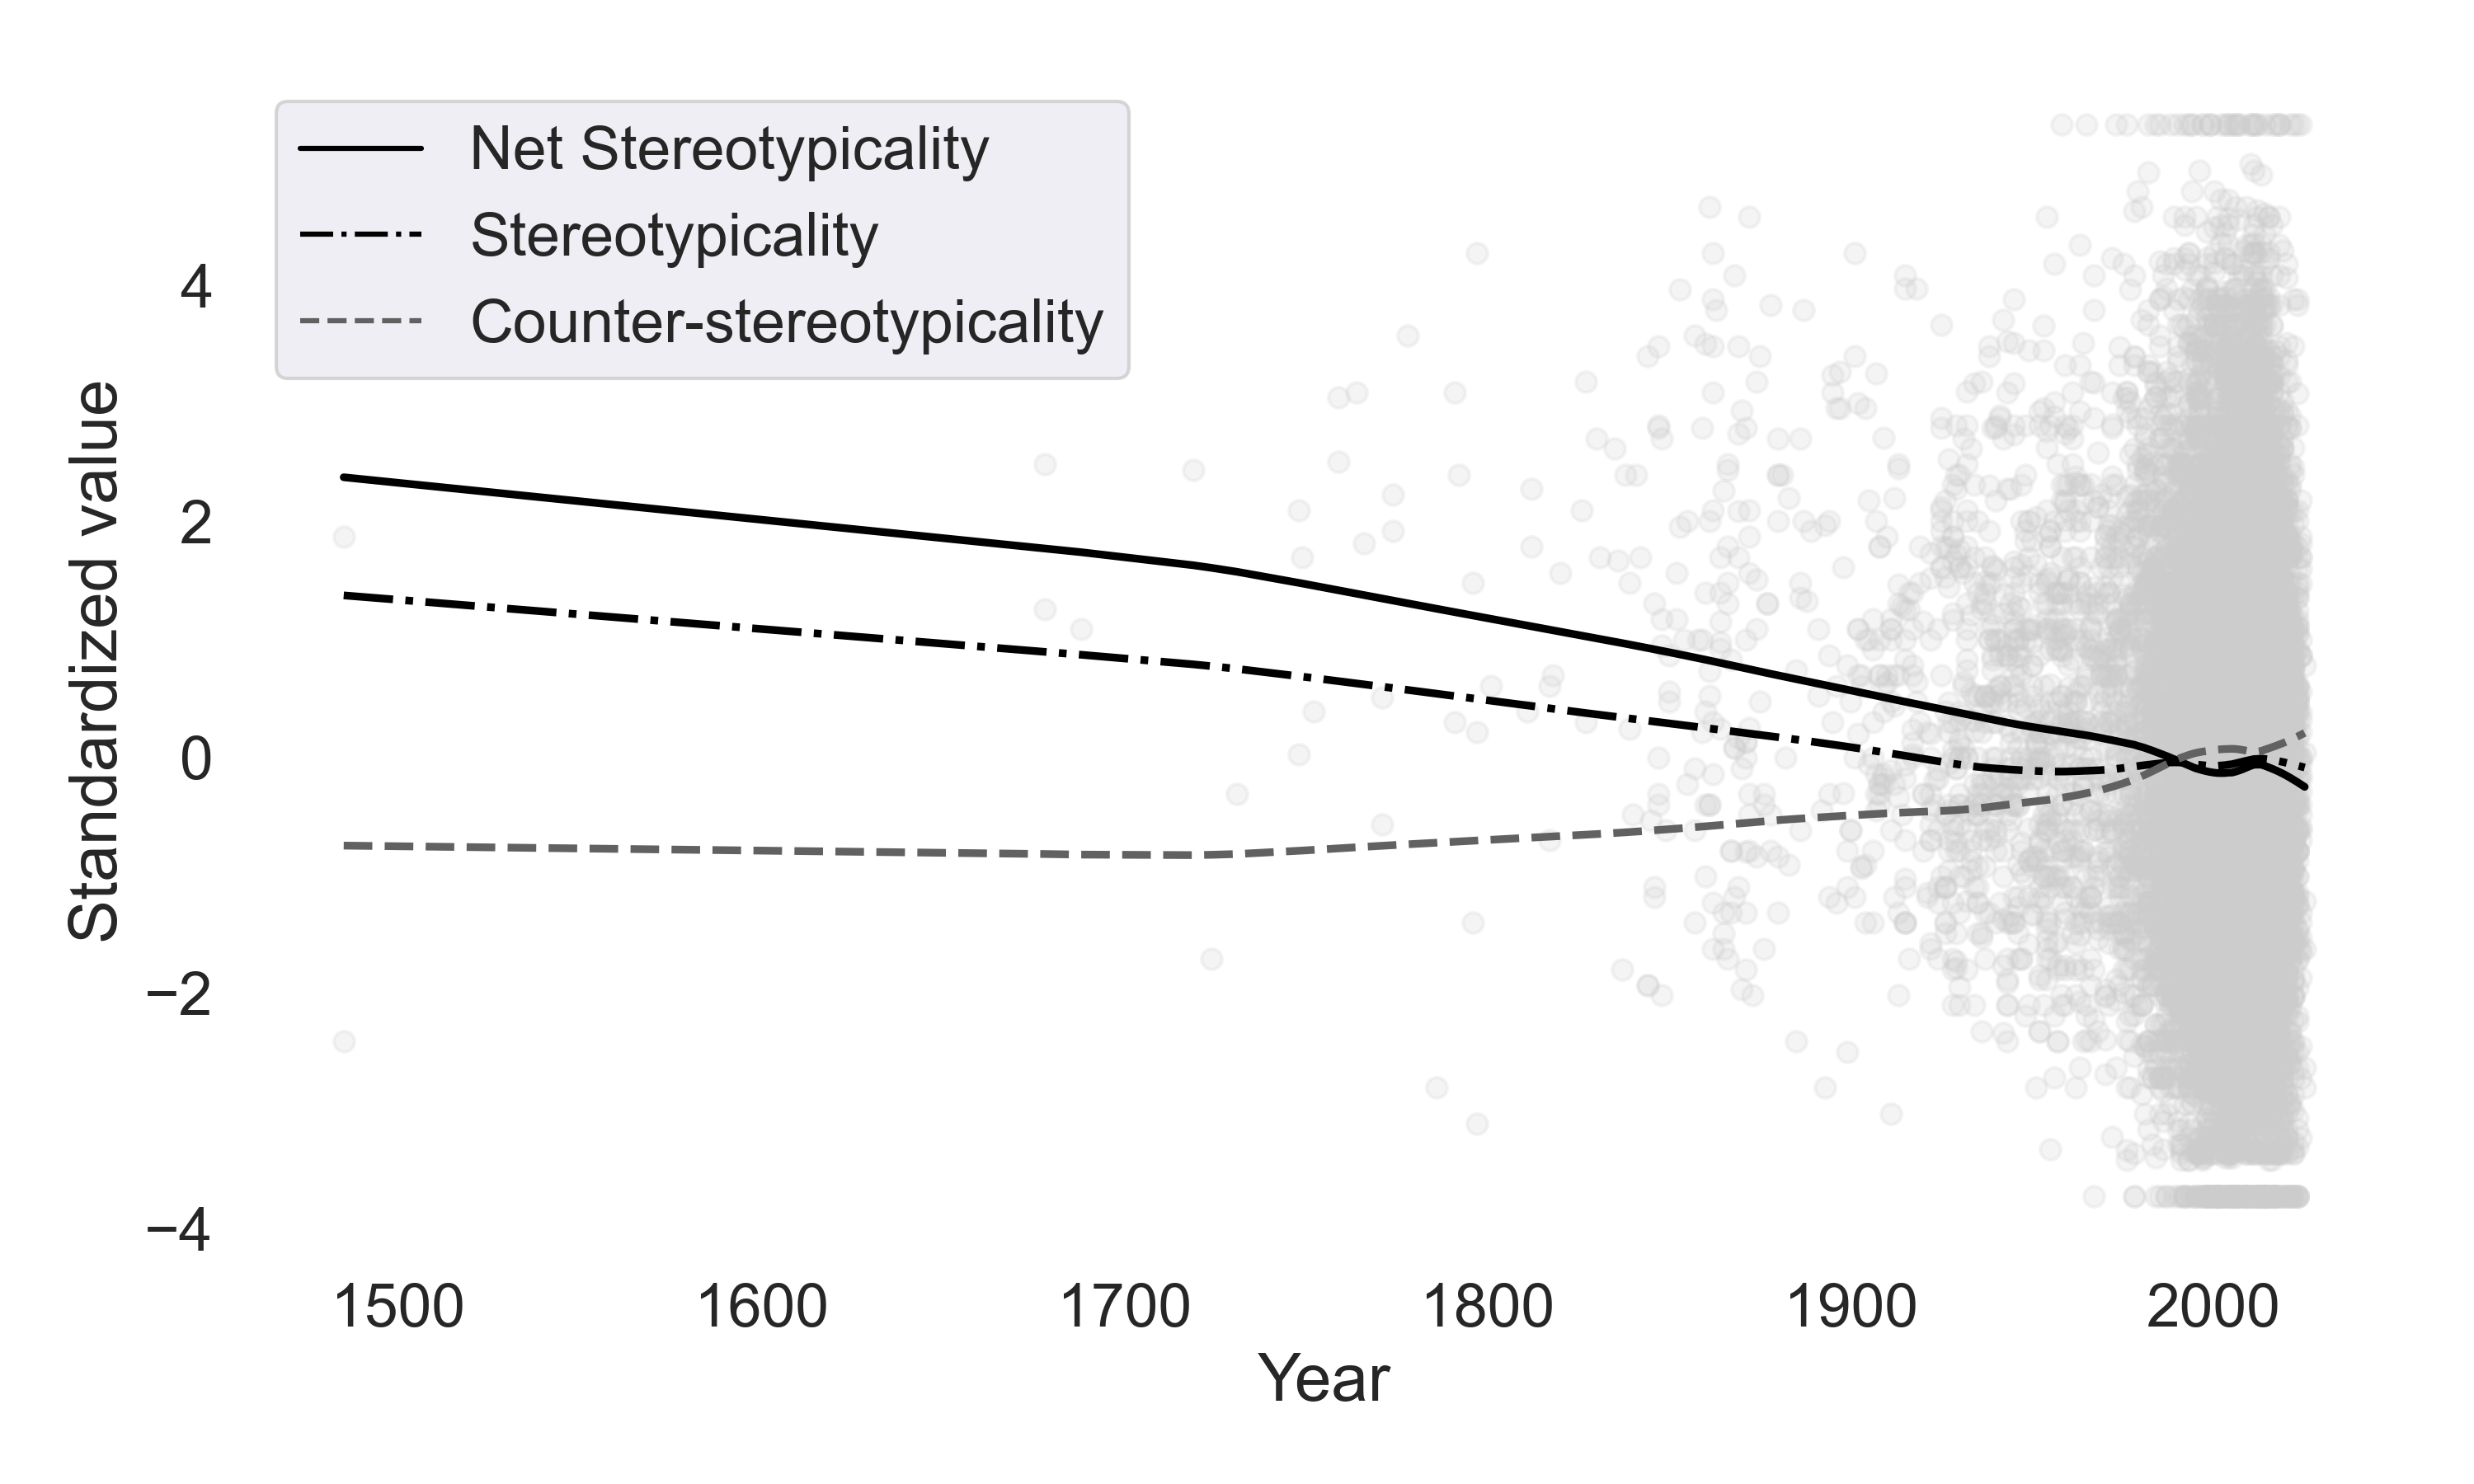 Net Stereotypicality
Stereotypicality
Counter-stereotypicality
4
2
0
−2
−4
Standardized value
1500 1600 1700 1800 1900 2000
Year